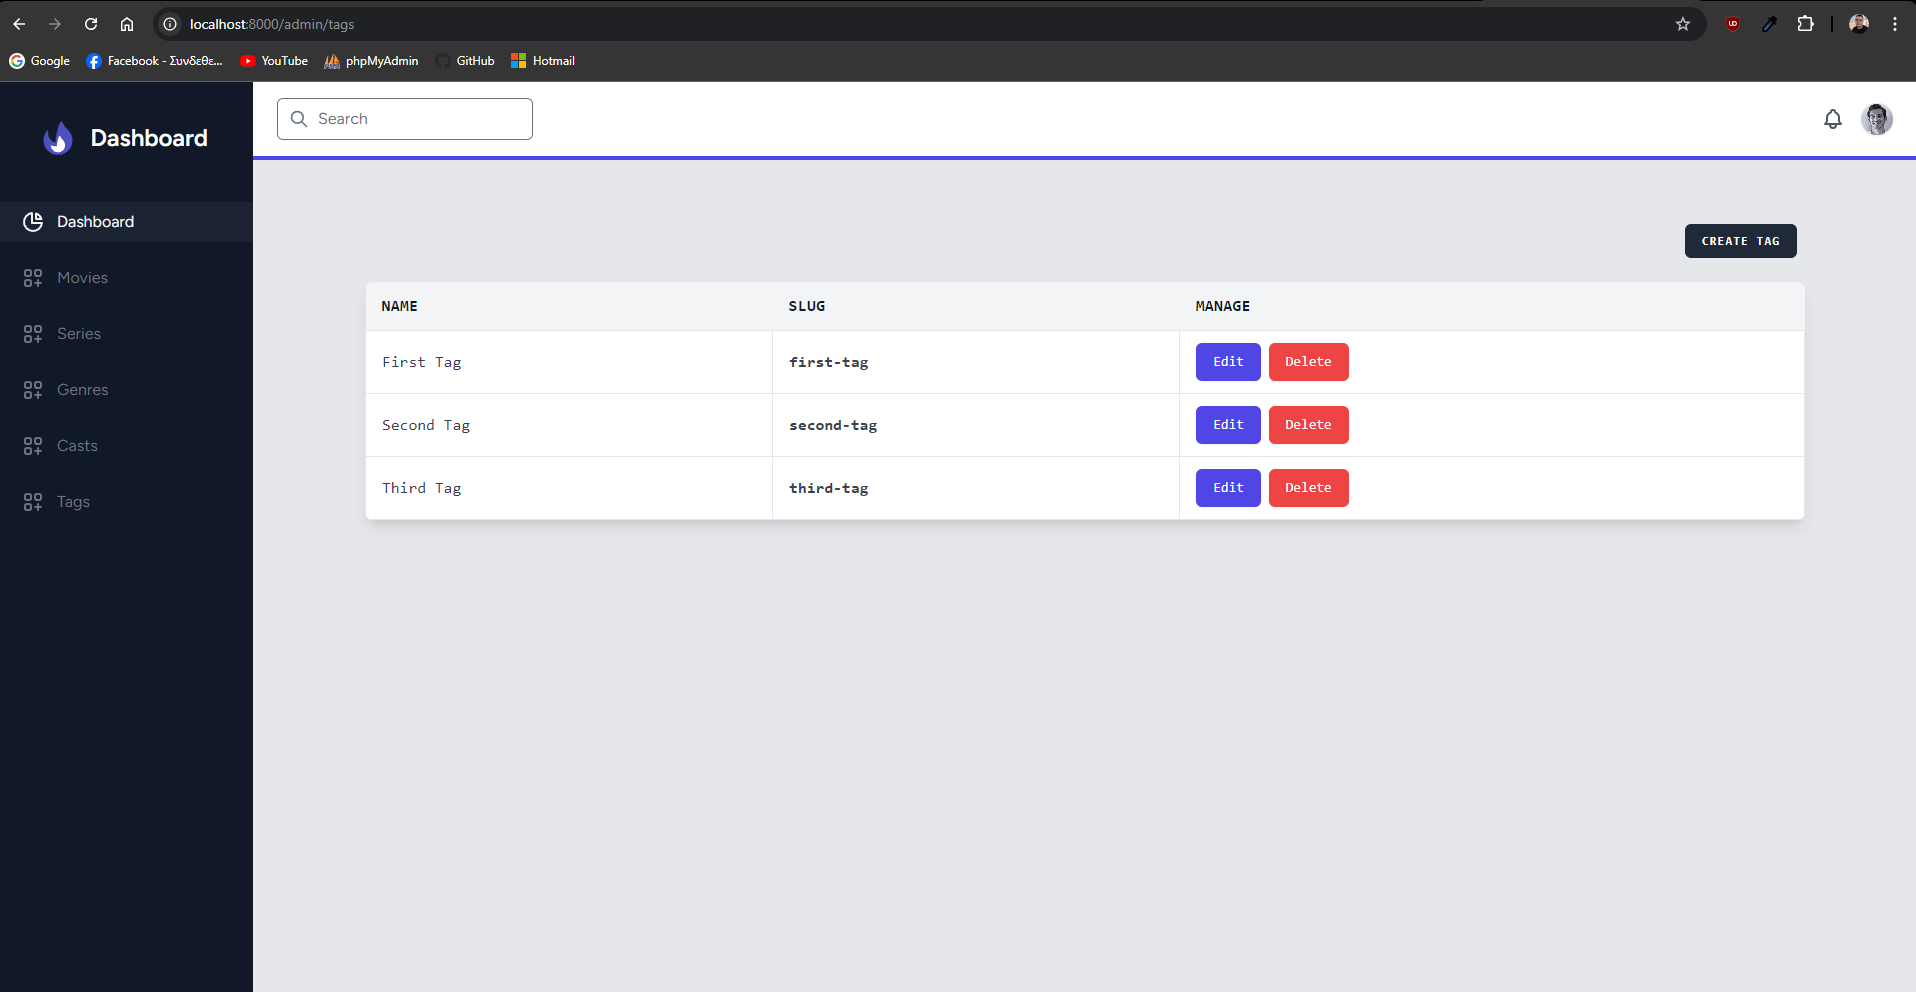 localhost:8000/admin/tags
Google Facebook - Συνδεθε... YouTube phpMyAdmin GitHub Hotmail
Dashboard
Search
Dashboard
Movies
Series
Genres
Casts
Tags
CREATE TAG
NAME SLUG MANAGE
First Tag first-tag Edit Delete
Second Tag second-tag Edit Delete
Third Tag third-tag Edit Delete